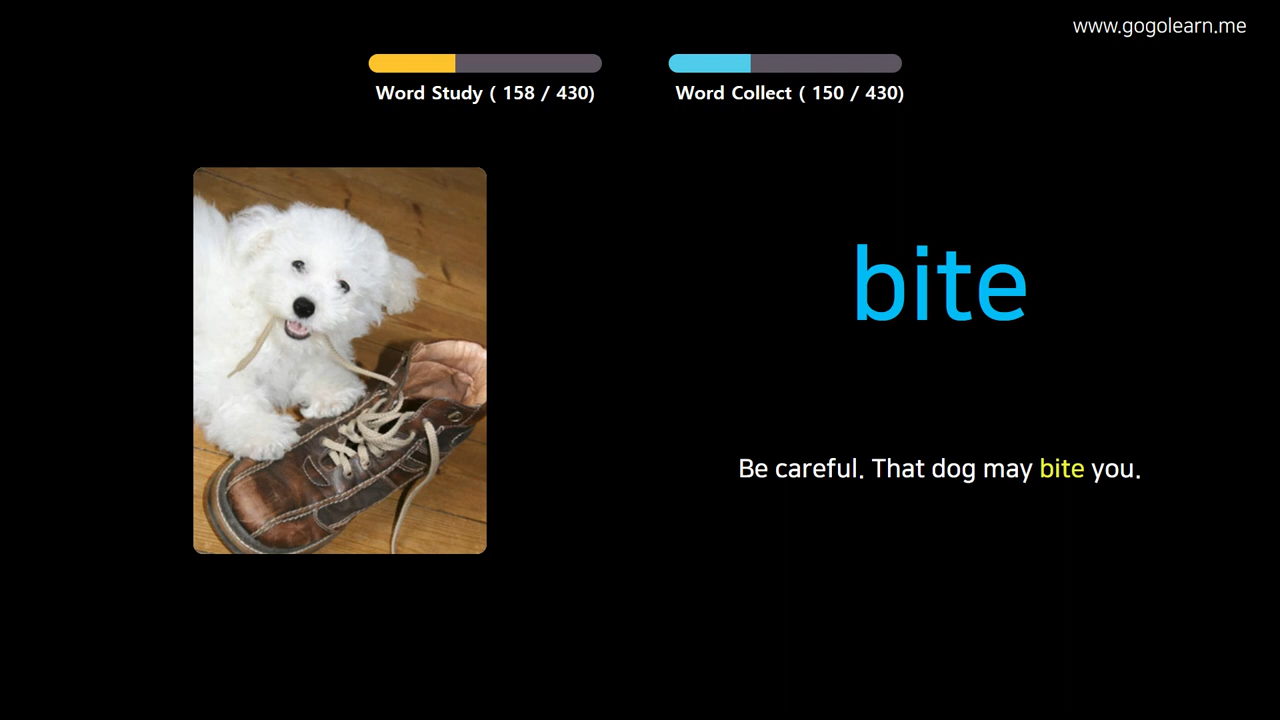 www.gogolearn.me
Word Study ( 158 / 430)
Word Collect ( 150 / 430)
bite
Be careful. That dog may bite you.